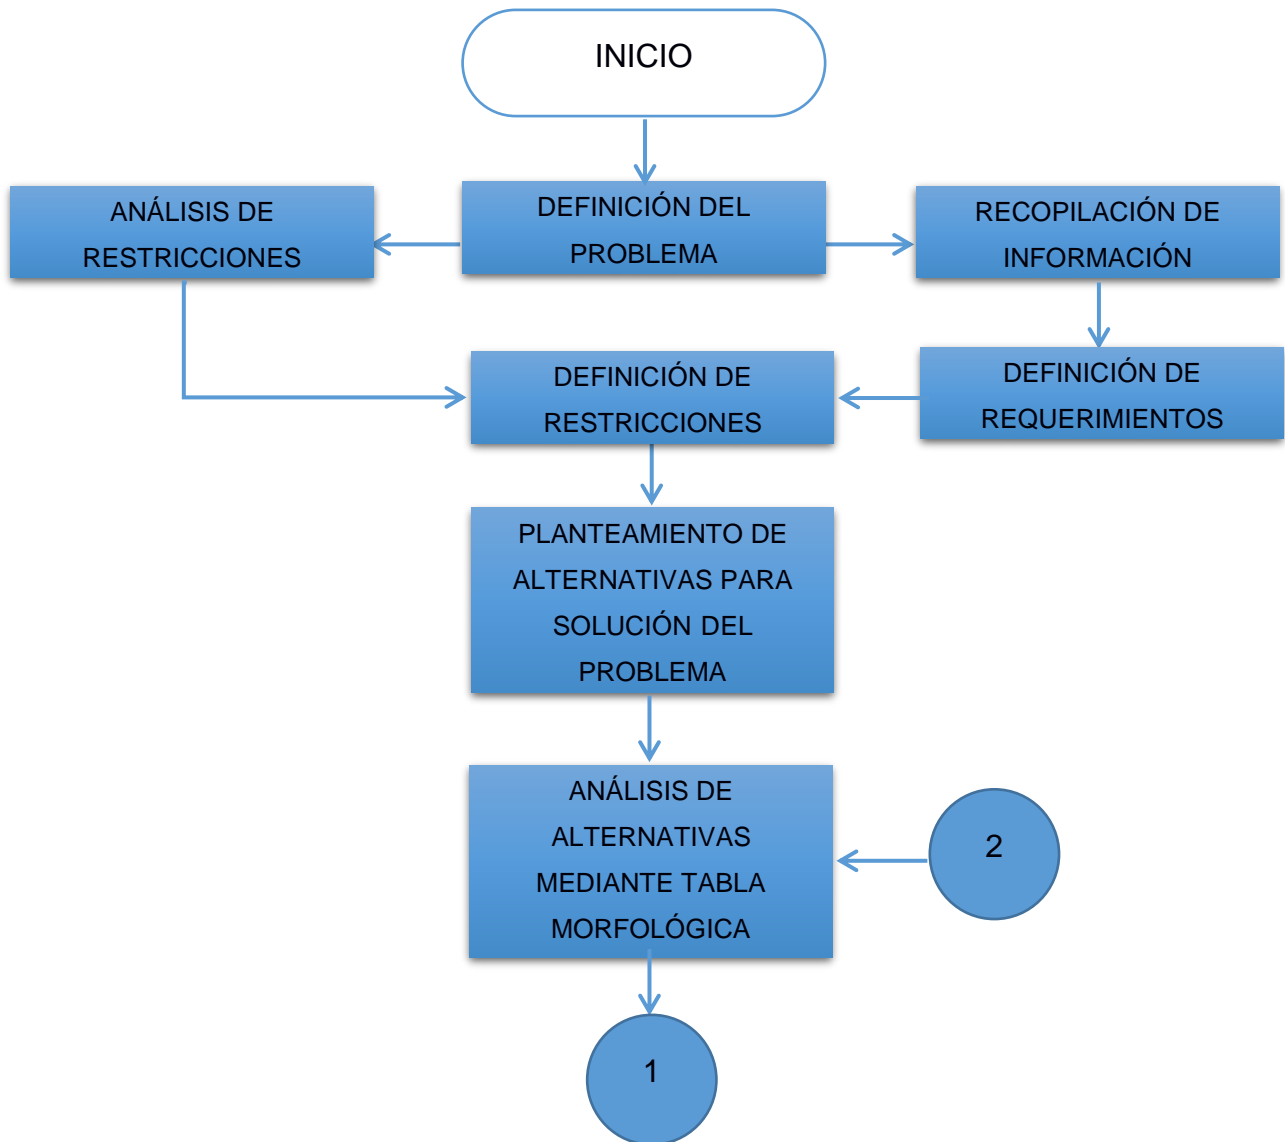 INICIO
ANÁLISIS DE
RESTRICCIONES
DEFINICIÓN DEL
PROBLEMA
RECOPILACIÓN DE
INFORMACIÓN
DEFINICIÓN DE
RESTRICCIONES
DEFINICIÓN DE
REQUERIMIENTOS
PLANTEAMIENTO DE
ALTERNATIVAS PARA
SOLUCIÓN DEL
PROBLEMA
ANÁLISIS DE
ALTERNATIVAS
MEDIANTE TABLA
MORFOLÓGICA
2
1